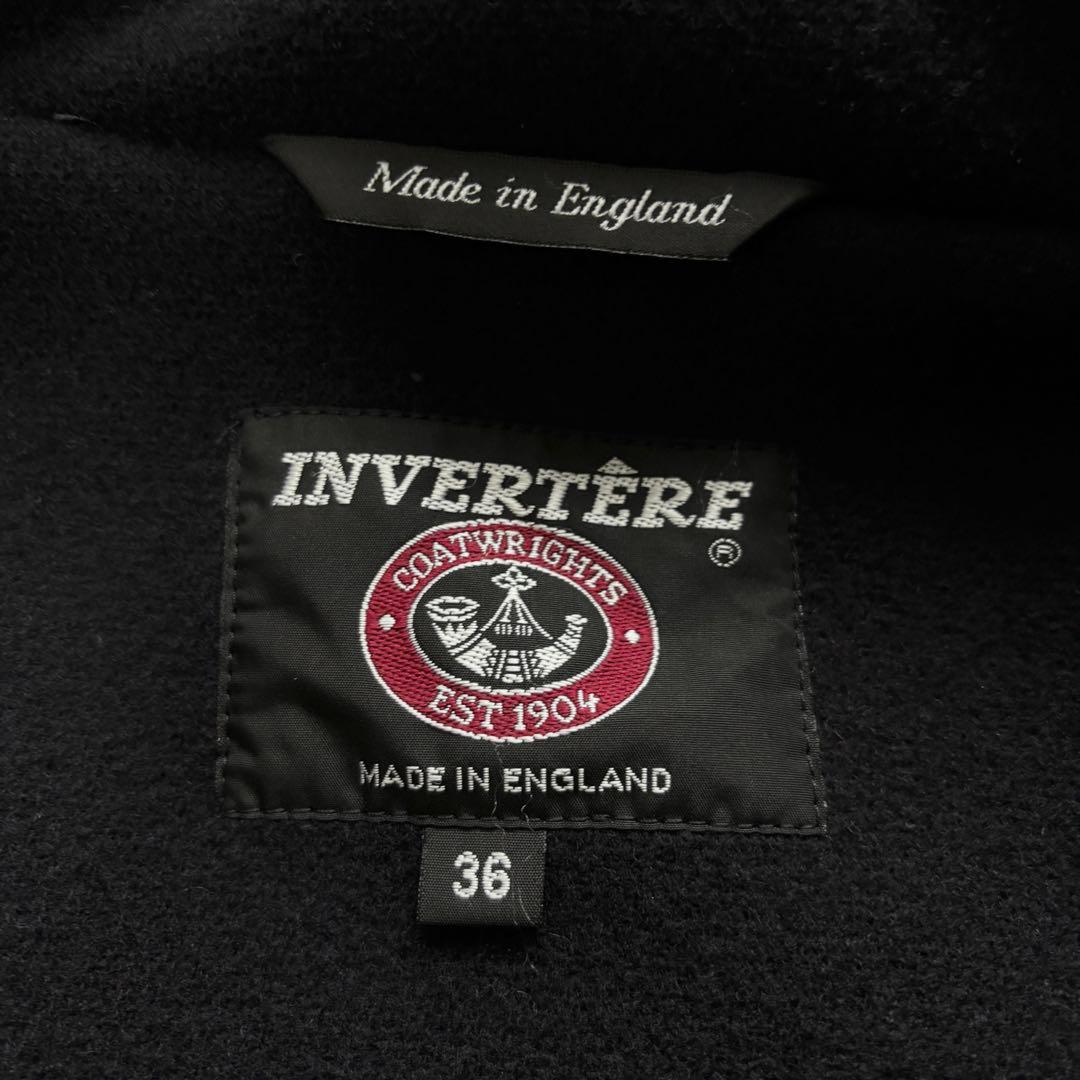 Made in England
INVERTÊRE
®
COATWRIGHTS
EST 1904
MADE IN ENGLAND
36